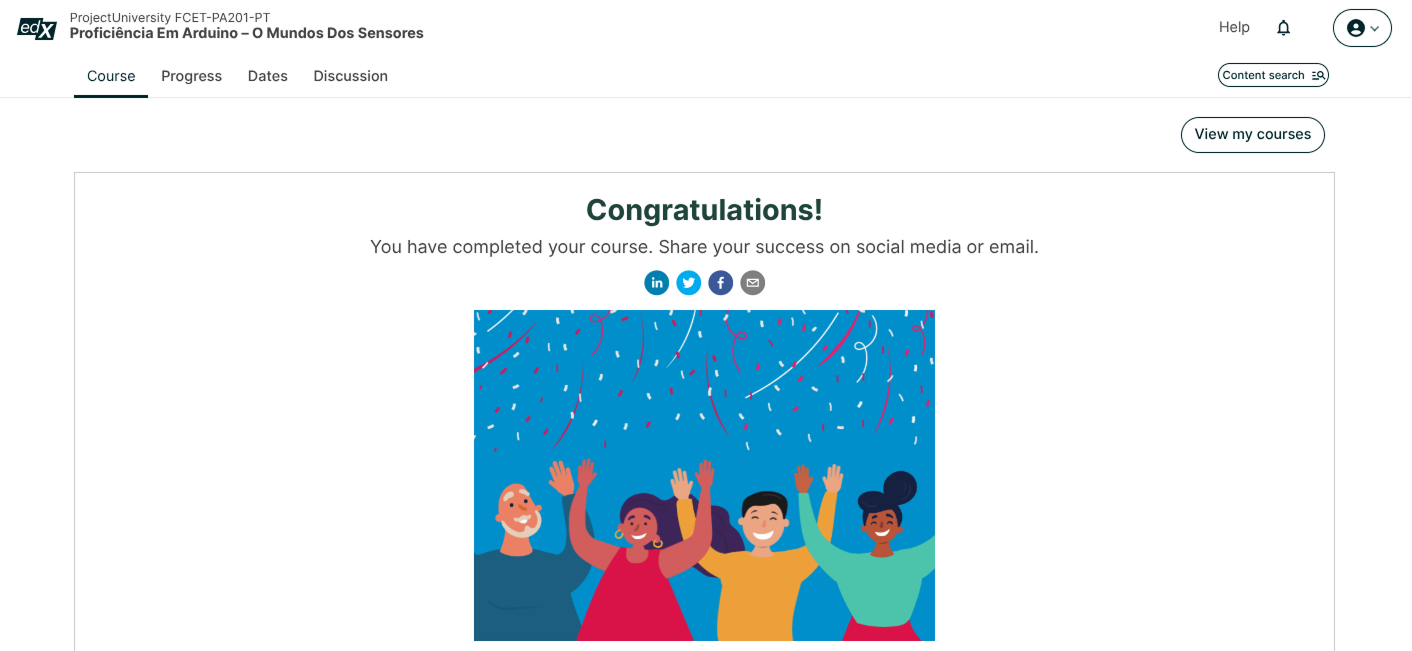 edX
ProjectUniversity FCET-PA201-PT
Proficiência Em Arduino – O Mundos Dos Sensores
Help
Course Progress Dates Discussion
Content search
View my courses
Congratulations!
You have completed your course. Share your success on social media or email.
in f